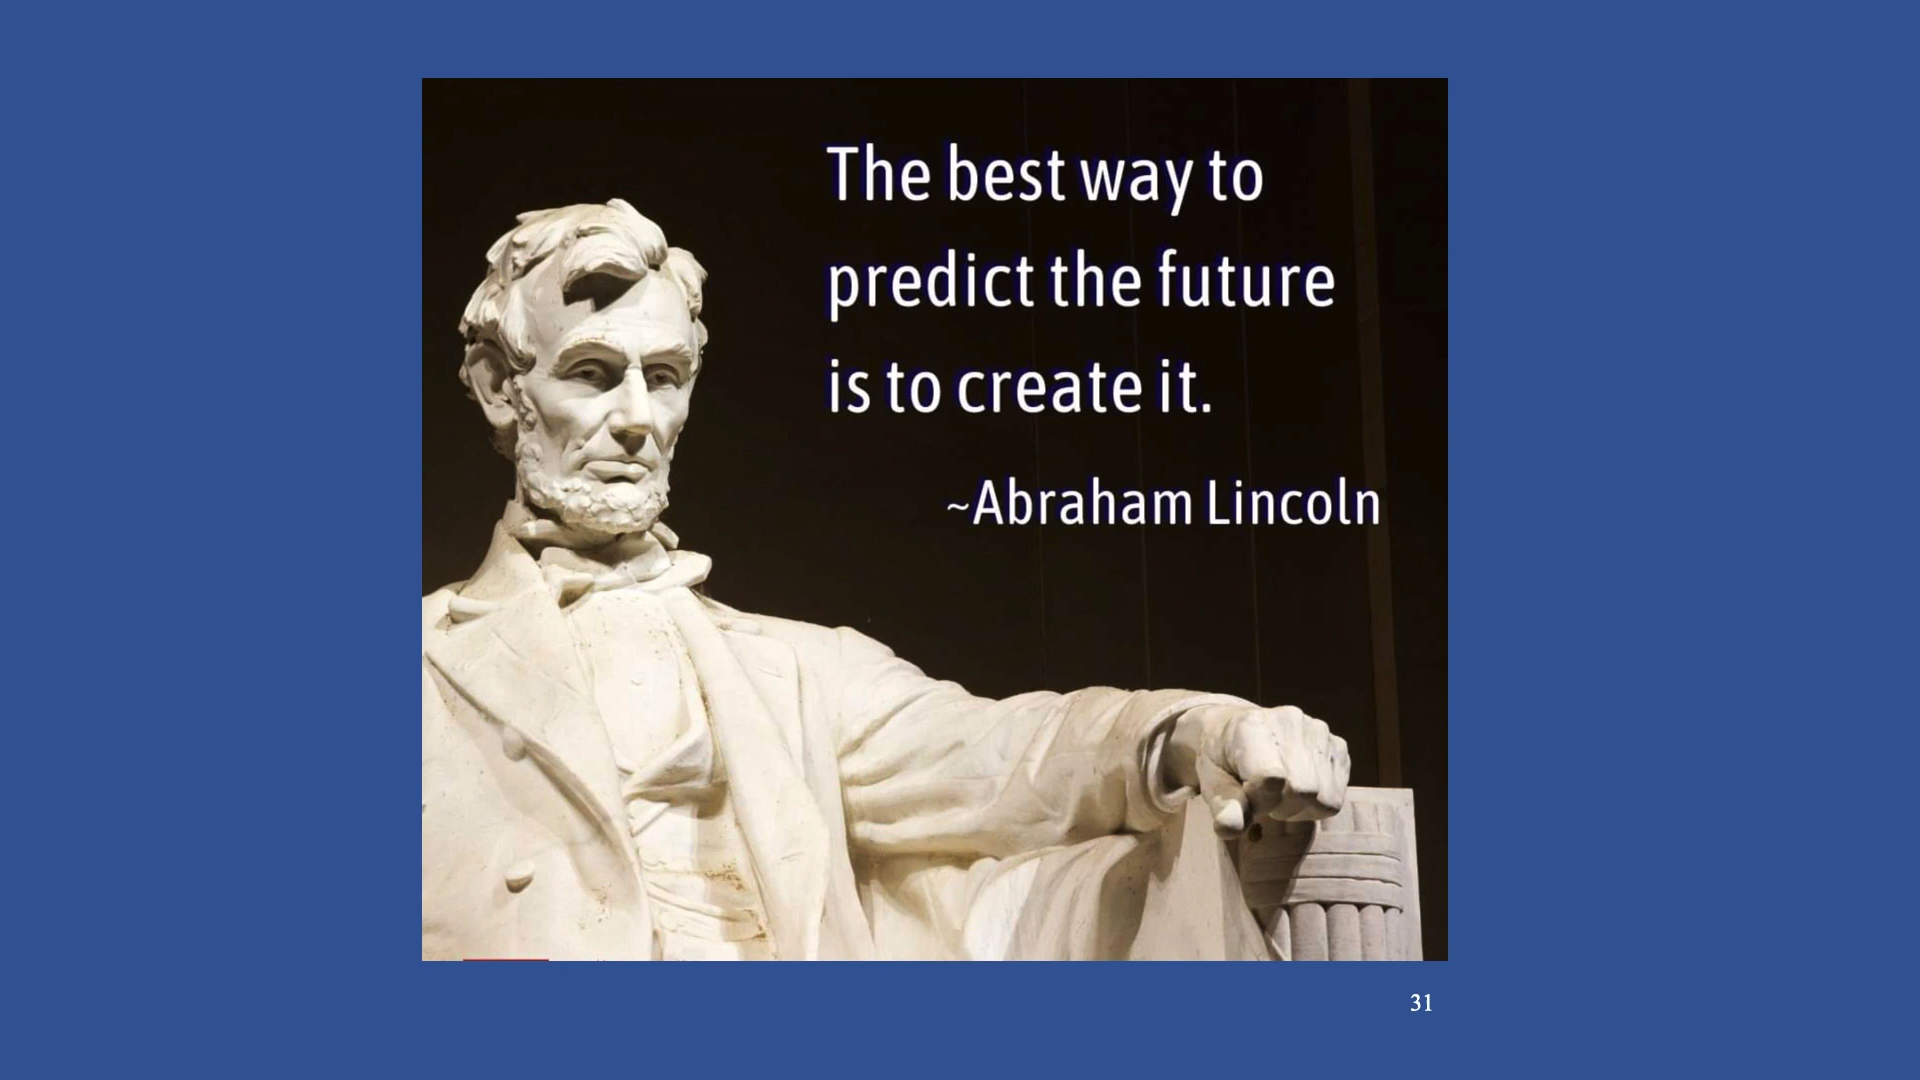 The best way to
predict the future
is to create it.
~Abraham Lincoln
31